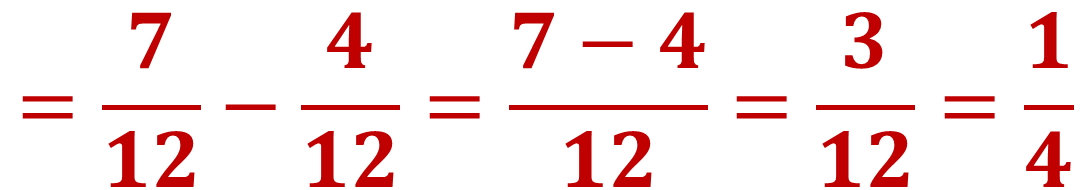 = 7/12 − 4/12 = 7 − 4/12 = 3/12 = 1/4